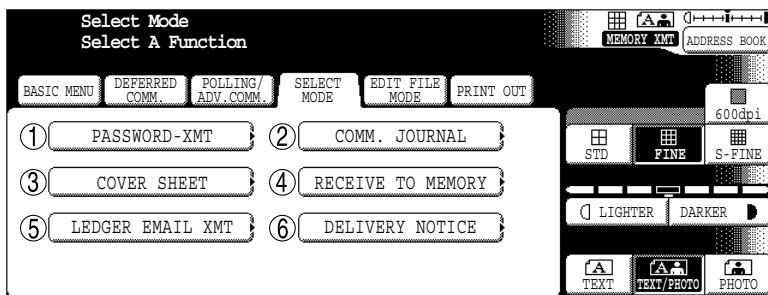 Select Mode
Select A Function
MEMORY XMT
ADDRESS BOOK
BASIC MENU
DEFERRED
COMM.
POLLING/
ADV.COMM.
SELECT
MODE
EDIT FILE
MODE
PRINT OUT
① PASSWORD-XMT
② COMM. JOURNAL
③ COVER SHEET
④ RECEIVE TO MEMORY
⑤ LEDGER EMAIL XMT
⑥ DELIVERY NOTICE
600dpi
STD
FINE
S-FINE
LIGHTER
DARKER
A
TEXT
A
TEXT/PHOTO
PHOTO